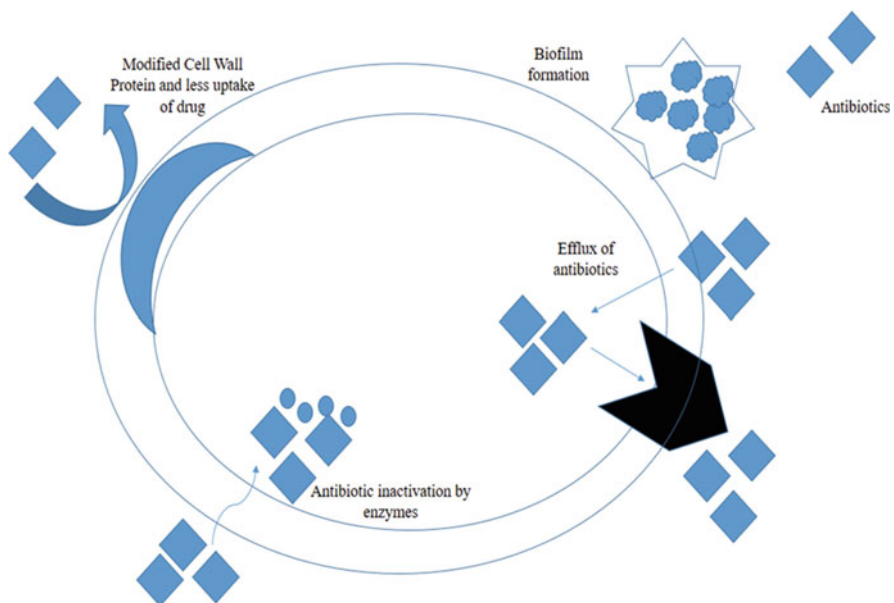 Modified Cell Wall
Protein and less uptake
of drug
Biofilm
formation
Antibiotics
Efflux of
antibiotics
Antibiotic inactivation by
enzymes